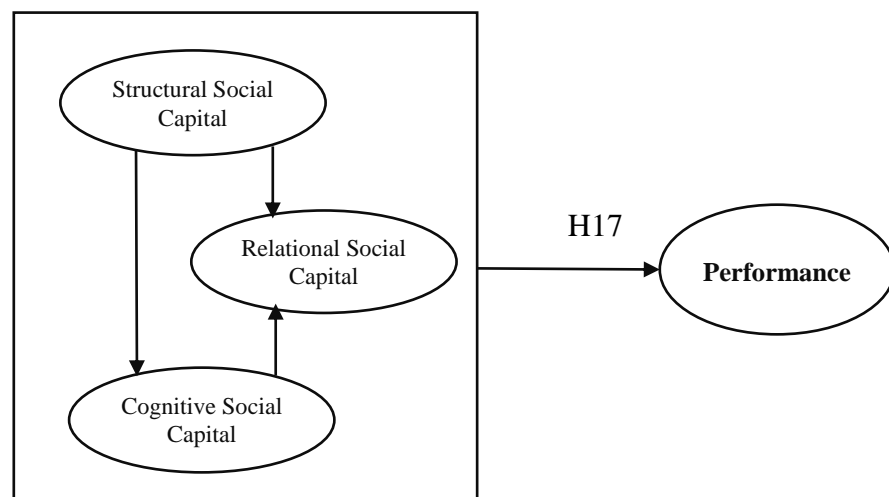 Structural Social
Capital
Relational Social
Capital
Cognitive Social
Capital
H17
Performance